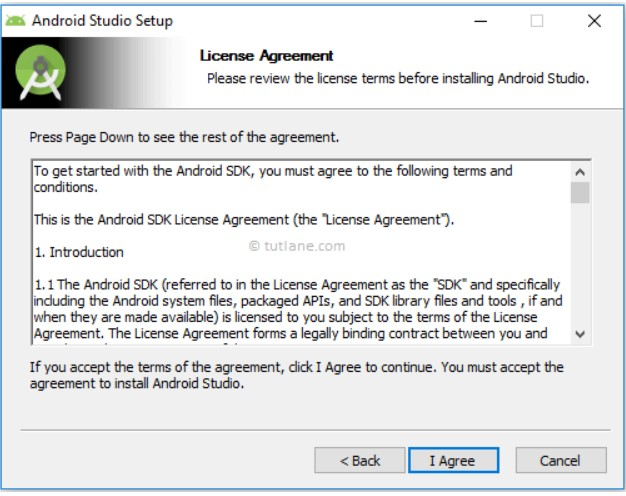 Android Studio Setup
License Agreement
Please review the license terms before installing Android Studio.
Press Page Down to see the rest of the agreement.
To get started with the Android SDK, you must agree to the following terms and
conditions.
This is the Android SDK License Agreement (the "License Agreement").
1. Introduction
© tutlane.com
1.1 The Android SDK (referred to in the License Agreement as the "SDK" and specifically
including the Android system files, packaged APIs, and SDK library files and tools , if and
when they are made available) is licensed to you subject to the terms of the License
Agreement. The License Agreement forms a legally binding contract between you and
If you accept the terms of the agreement, click I Agree to continue. You must accept the
agreement to install Android Studio.
< Back
I Agree
Cancel